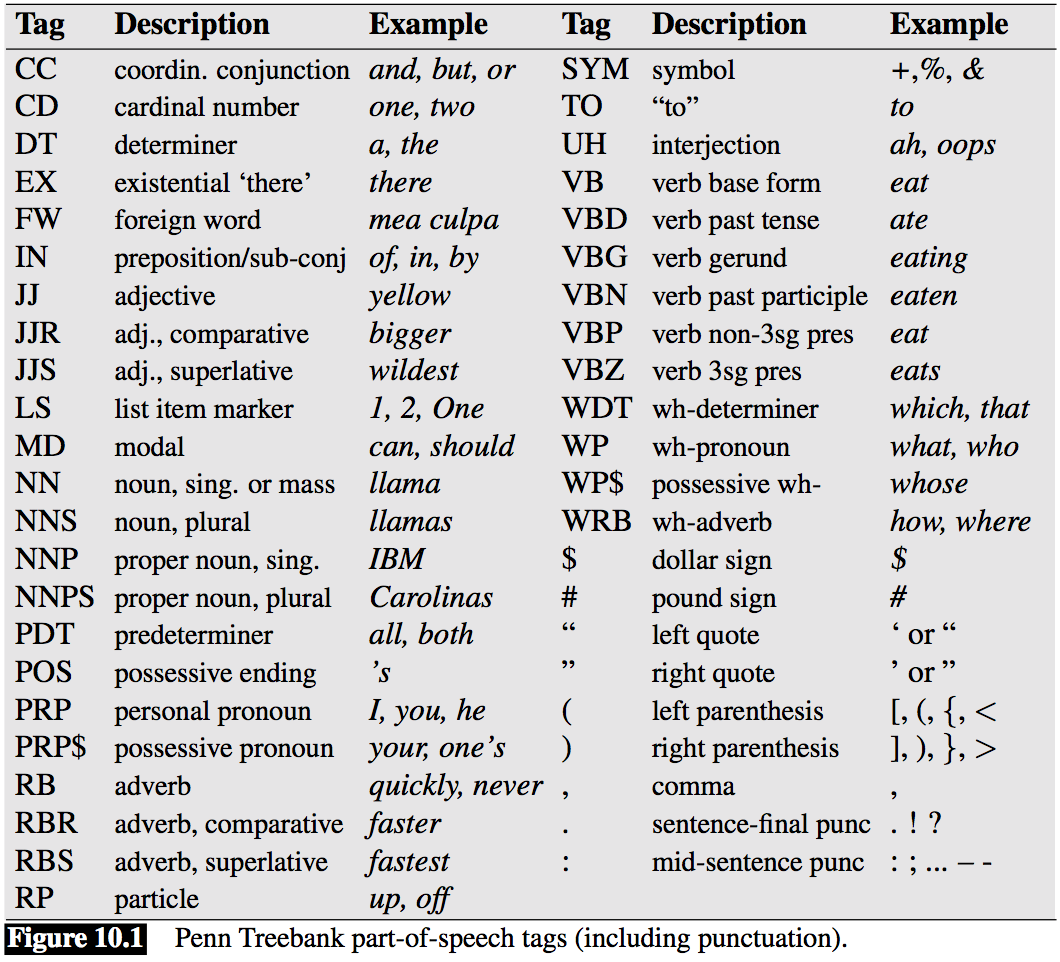 Tag Description Example Tag Description Example
CC coordin. conjunction and, but, or SYM symbol +,%, &
CD cardinal number one, two TO “to” to
DT determiner a, the UH interjection ah, oops
EX existential ‘there’ there VB verb base form eat
FW foreign word mea culpa VBD verb past tense ate
IN preposition/sub-conj of, in, by VBG verb gerund eating
JJ adjective yellow VBN verb past participle eaten
JJR adj., comparative bigger VBP verb non-3sg pres eat
JJS adj., superlative wildest VBZ verb 3sg pres eats
LS list item marker 1, 2, One WDT wh-determiner which, that
MD modal can, should WP wh-pronoun what, who
NN noun, sing. or mass llama WP$ possessive wh- whose
NNS noun, plural llamas WRB wh-adverb how, where
NNP proper noun, sing. IBM $ dollar sign $
NNPS proper noun, plural Carolinas # pound sign #
PDT predeterminer all, both “ left quote ‘ or “
POS possessive ending ’s ” right quote ’ or ”
PRP personal pronoun I, you, he ( left parenthesis [, (, {, <
PRP$ possessive pronoun your, one’s ) right parenthesis ], ), }, >
RB adverb quickly, never , comma ,
RBR adverb, comparative faster . sentence-final punc . ! ?
RBS adverb, superlative fastest : mid-sentence punc : ; ... – -
RP particle up, off
Figure 10.1 Penn Treebank part-of-speech tags (including punctuation).